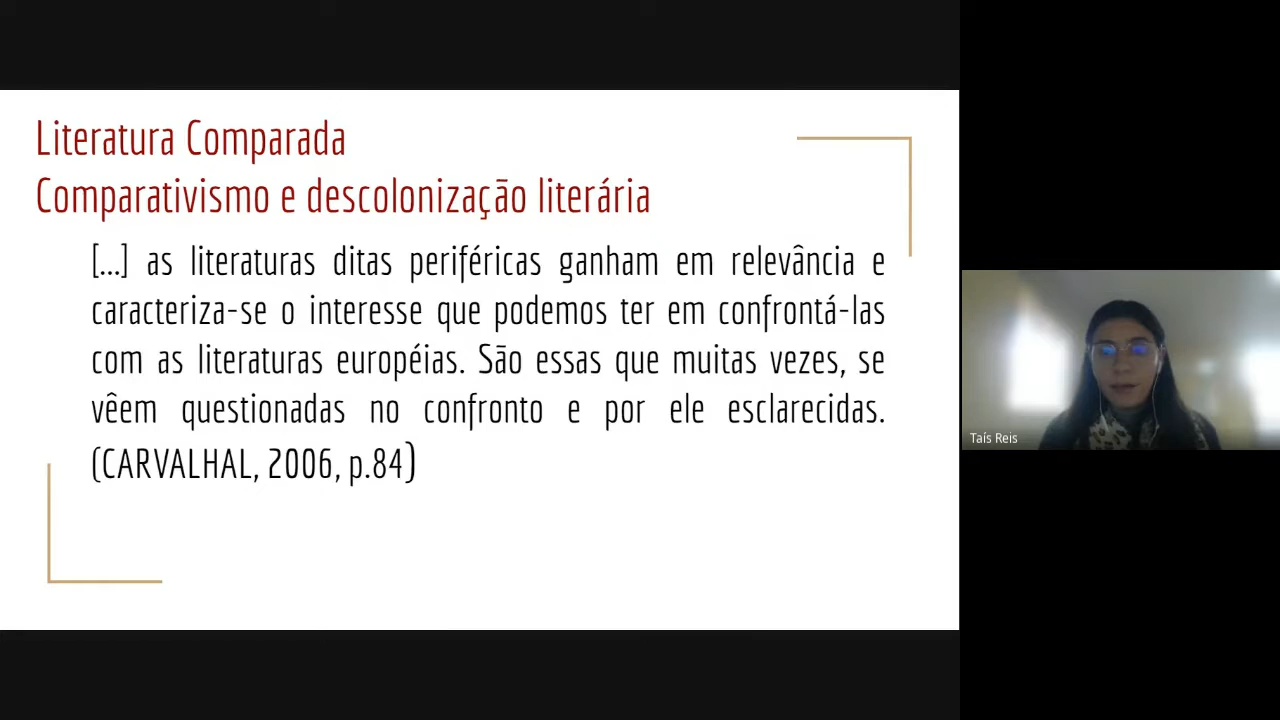 Literatura Comparada
Comparativismo e descolonização literária
[...] as literaturas ditas periféricas ganham em relevância e
caracteriza-se o interesse que podemos ter em confrontá-las
com as literaturas européias. São essas que muitas vezes, se
vêem questionadas no confronto e por ele esclarecidas.
(CARVALHAL, 2006, p.84)
Taís Reis